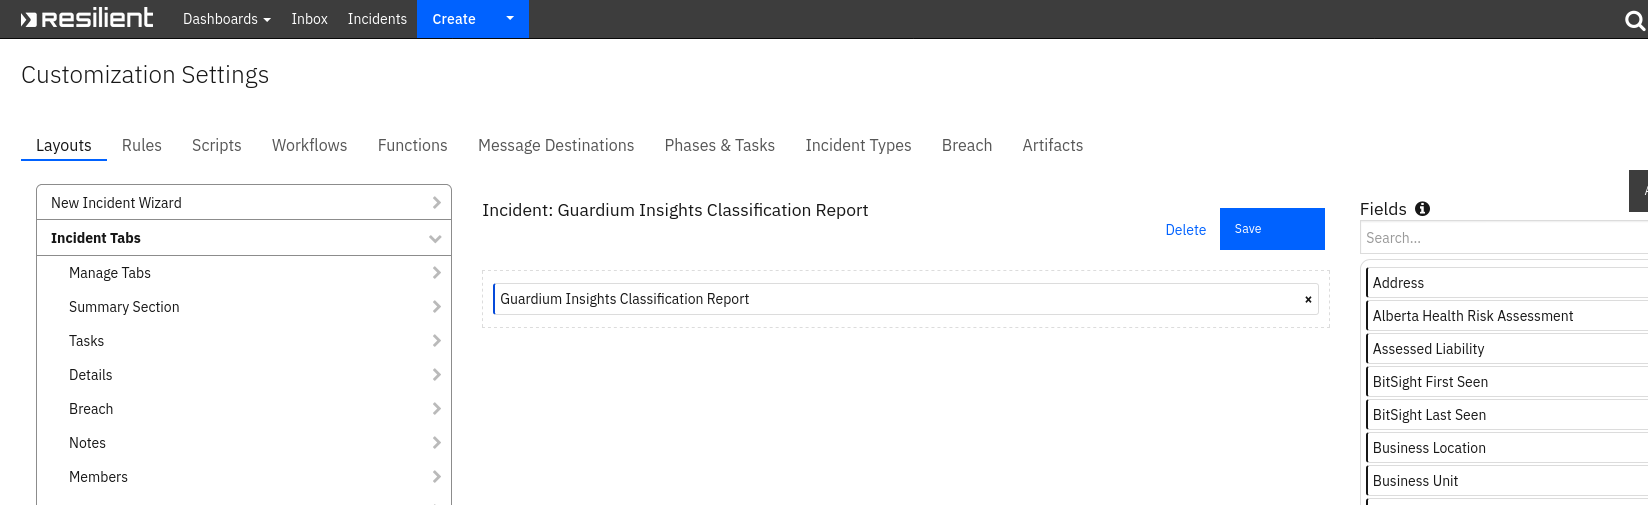 resilient Dashboards Inbox Incidents Create
Customization Settings
Layouts Rules Scripts Workflows Functions Message Destinations Phases & Tasks Incident Types Breach Artifacts
New Incident Wizard
Incident Tabs
Manage Tabs
Summary Section
Tasks
Details
Breach
Notes
Members
Incident: Guardium Insights Classification Report
Delete Save
Guardium Insights Classification Report ×
Fields
Search...
Address
Alberta Health Risk Assessment
Assessed Liability
BitSight First Seen
BitSight Last Seen
Business Location
Business Unit